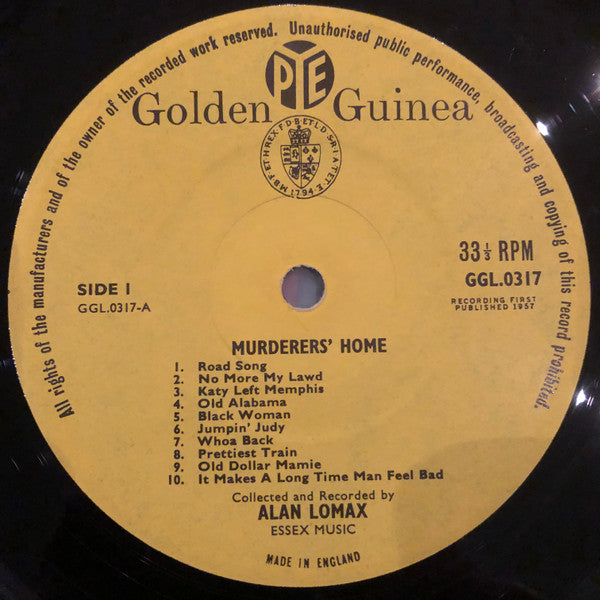 All rights of the manufacturers and of the owner of the recorded work reserved. Unauthorised public performance, broadcasting and copying of this record prohibited.
PYE
Golden Guinea
SIDE 1
GGL.0317-A
33⅓ RPM
GGL.0317
RECORDING FIRST
PUBLISHED 1957
MURDERERS' HOME
1. Road Song
2. No More My Lawd
3. Katy Left Memphis
4. Old Alabama
5. Black Woman
6. Jumpin' Judy
7. Whoa Back
8. Prettiest Train
9. Old Dollar Mamie
10. It Makes A Long Time Man Feel Bad
Collected and Recorded by
ALAN LOMAX
ESSEX MUSIC
MADE IN ENGLAND